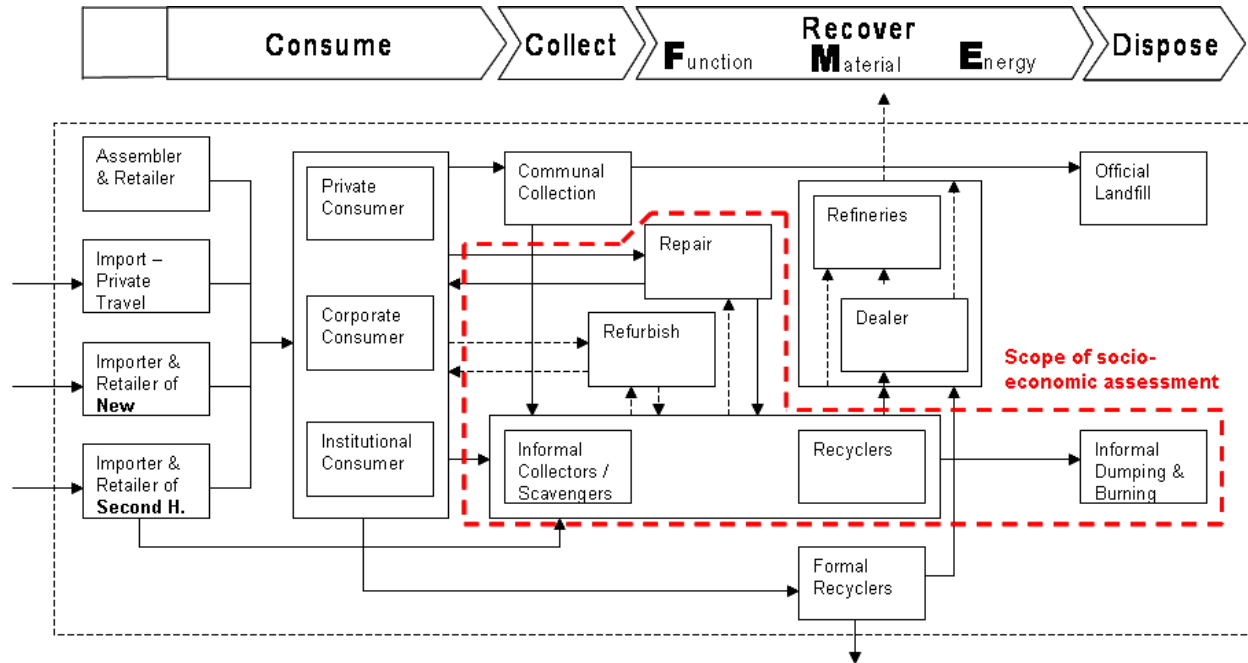 Consume
Collect
Recover
Function
Material
Energy
Dispose
Assembler
& Retailer
Import –
Private
Travel
Importer &
Retailer of
New
Importer &
Retailer of
Second H.
Private
Consumer
Corporate
Consumer
Institutional
Consumer
Communal
Collection
Repair
Refurbish
Informal
Collectors /
Scavengers
Recyclers
Refineries
Dealer
Formal
Recyclers
Official
Landfill
Scope of socio-
economic assessment
Informal
Dumping &
Burning